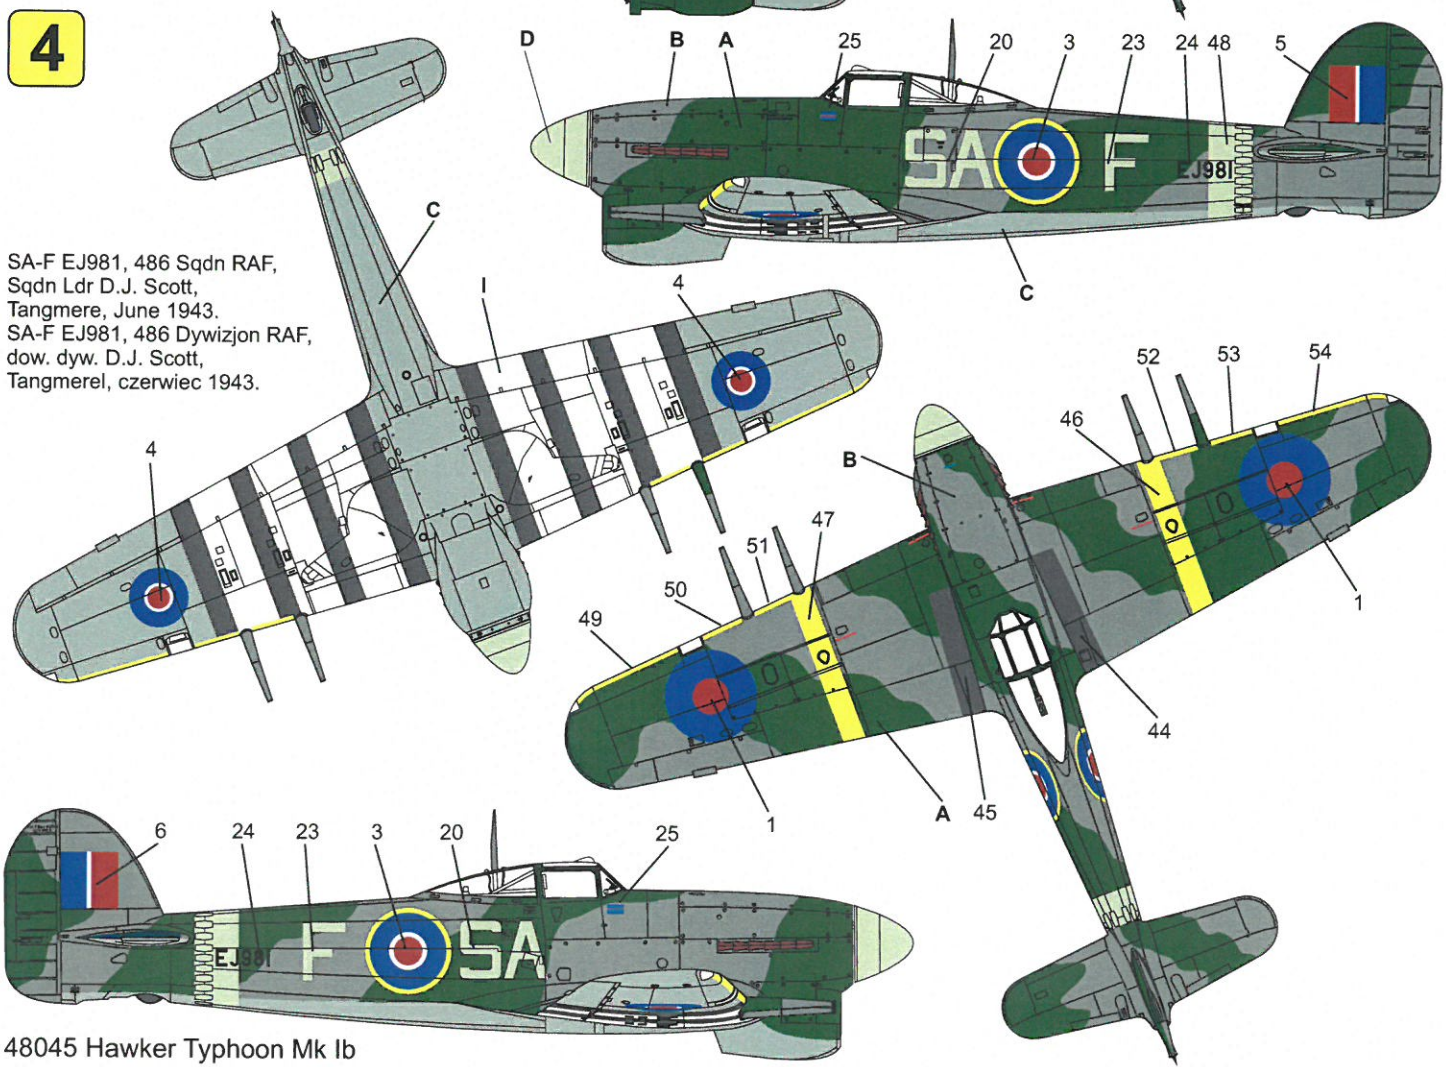 4
D B A 25 20 3 23 24 48 5
SA F EJ981
C
C
I
4
SA-F EJ981, 486 Sqdn RAF,
Sqdn Ldr D.J. Scott,
Tangmere, June 1943.
SA-F EJ981, 486 Dywizjon RAF,
dow. dyw. D.J. Scott,
Tangmerel, czerwiec 1943.
4
52 53 54
46
B
47
51
50
49
1
44
45
A
1
6 24 23 3 20 25
EJ981 F SA
48045 Hawker Typhoon Mk Ib